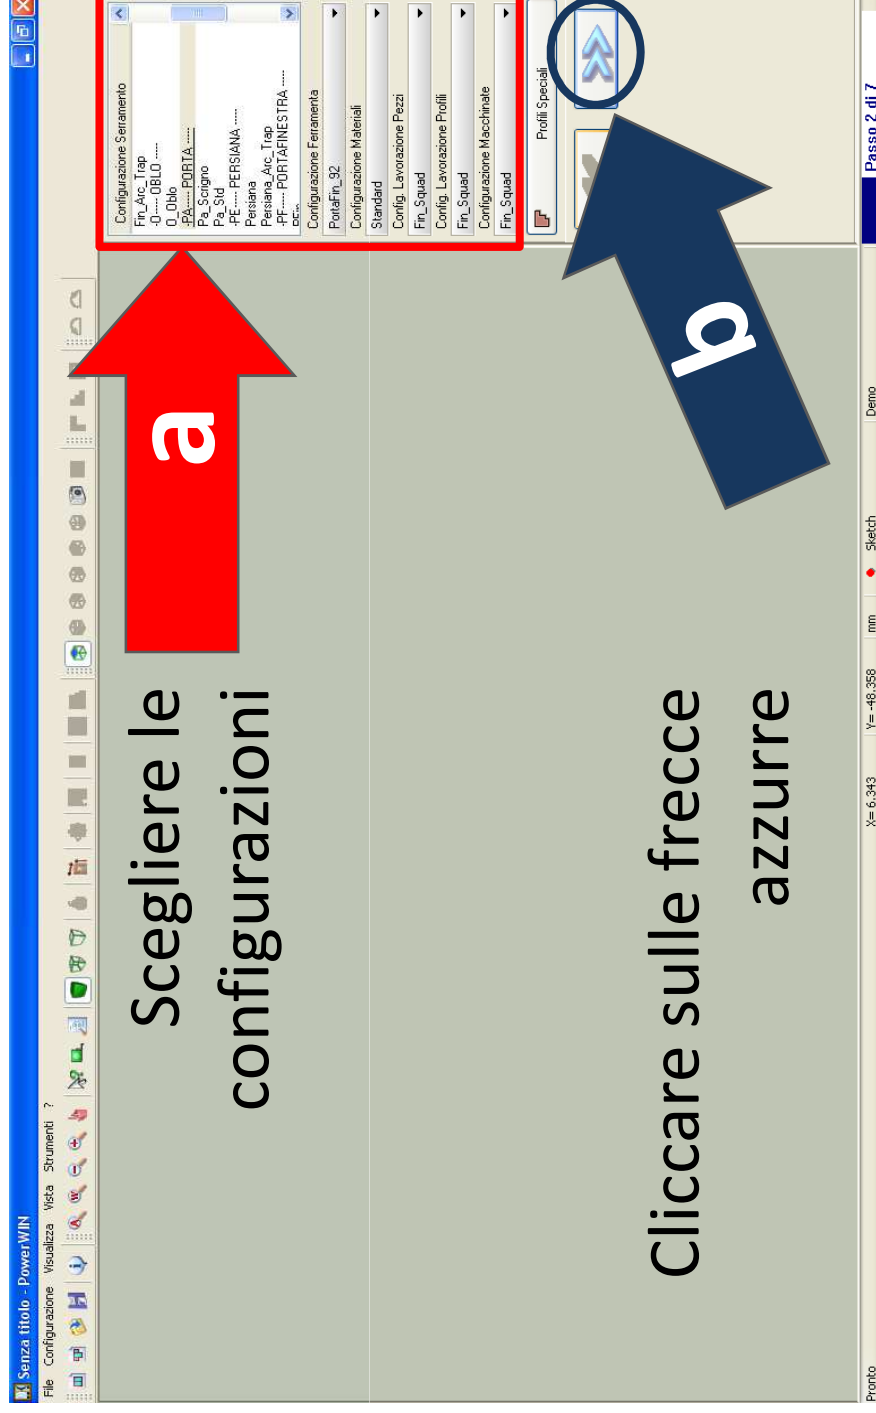 Senza titolo - PowerWIN
File Configurazione Visualizza Vista Strumenti ?
Scegliere le
configurazioni
a
Configurazione Serramento
Fin_Arc_Trap
-O----- OBLO -----
O_Oblo
-PA----- PORTA -----
Pa_Scrigno
Pa_Std
-PE----- PERSIANA -----
Persiana
Persiana_Arc_Trap
-PF----- PORTAFINESTRA -----
Configurazione Ferramenta
PortaFin_92
Configurazione Materiali
Standard
Config. Lavorazione Pezzi
Fin_Squad
Config. Lavorazione Profili
Fin_Squad
Configurazione Macchinate
Fin_Squad
Profili Speciali
Cliccare sulle frecce
azzurre
b
Pronto
X= 6.343
Y= -48.358
mm
Sketch
Demo
Passo 2 di 7